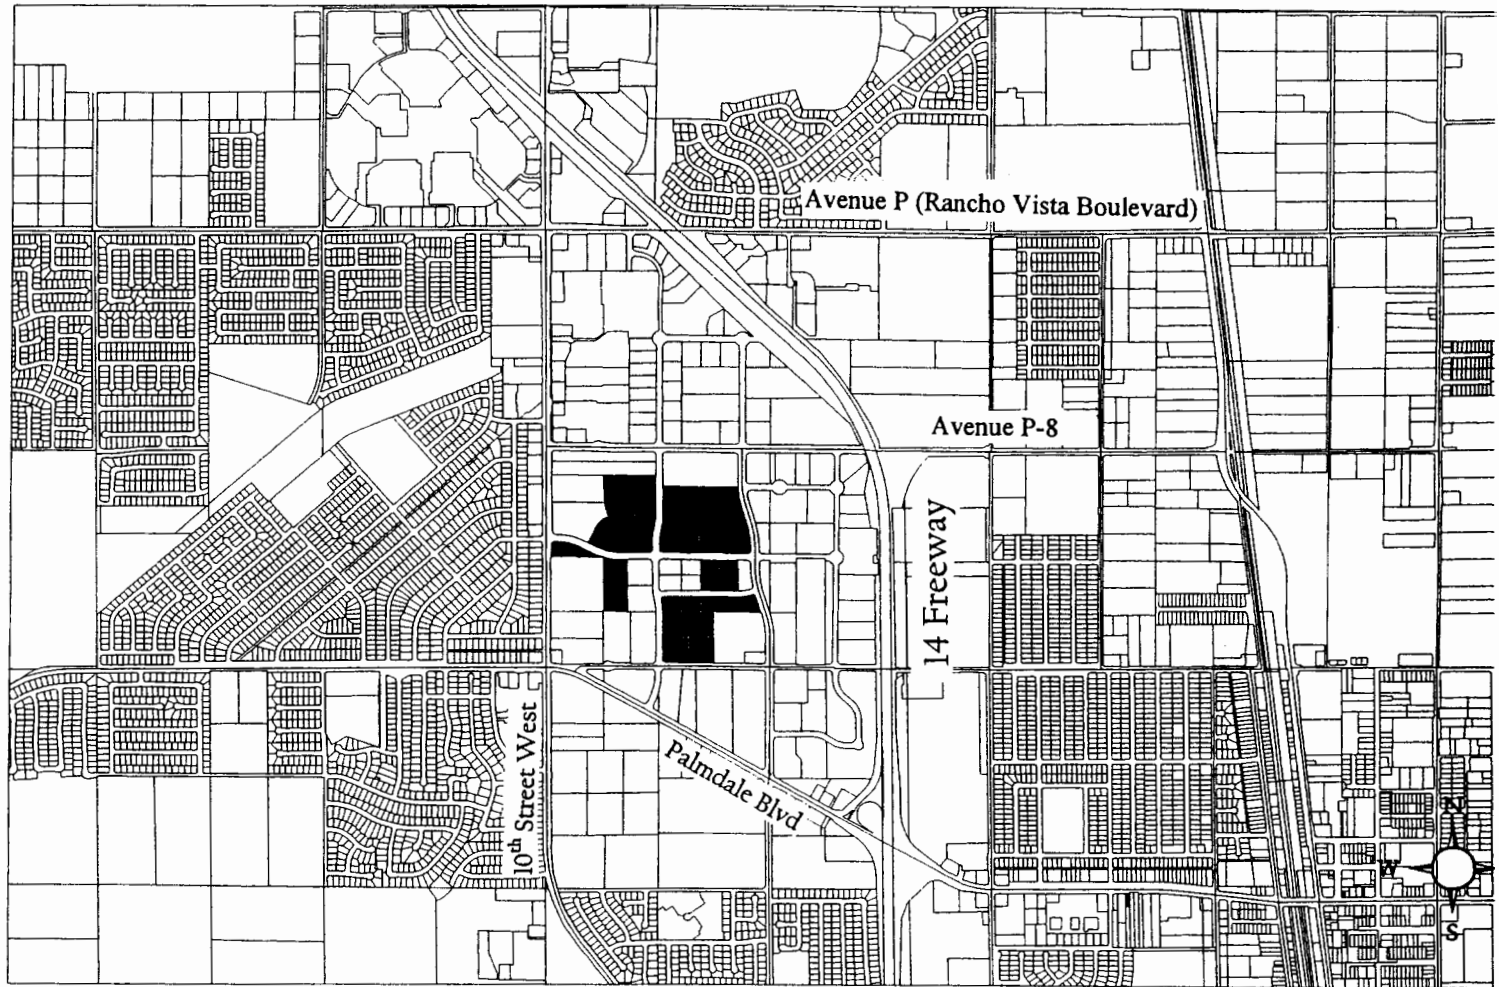 Avenue P (Rancho Vista Boulevard)
Avenue P-8
14 Freeway
10th Street West
Palmdale Blvd
N
W
S